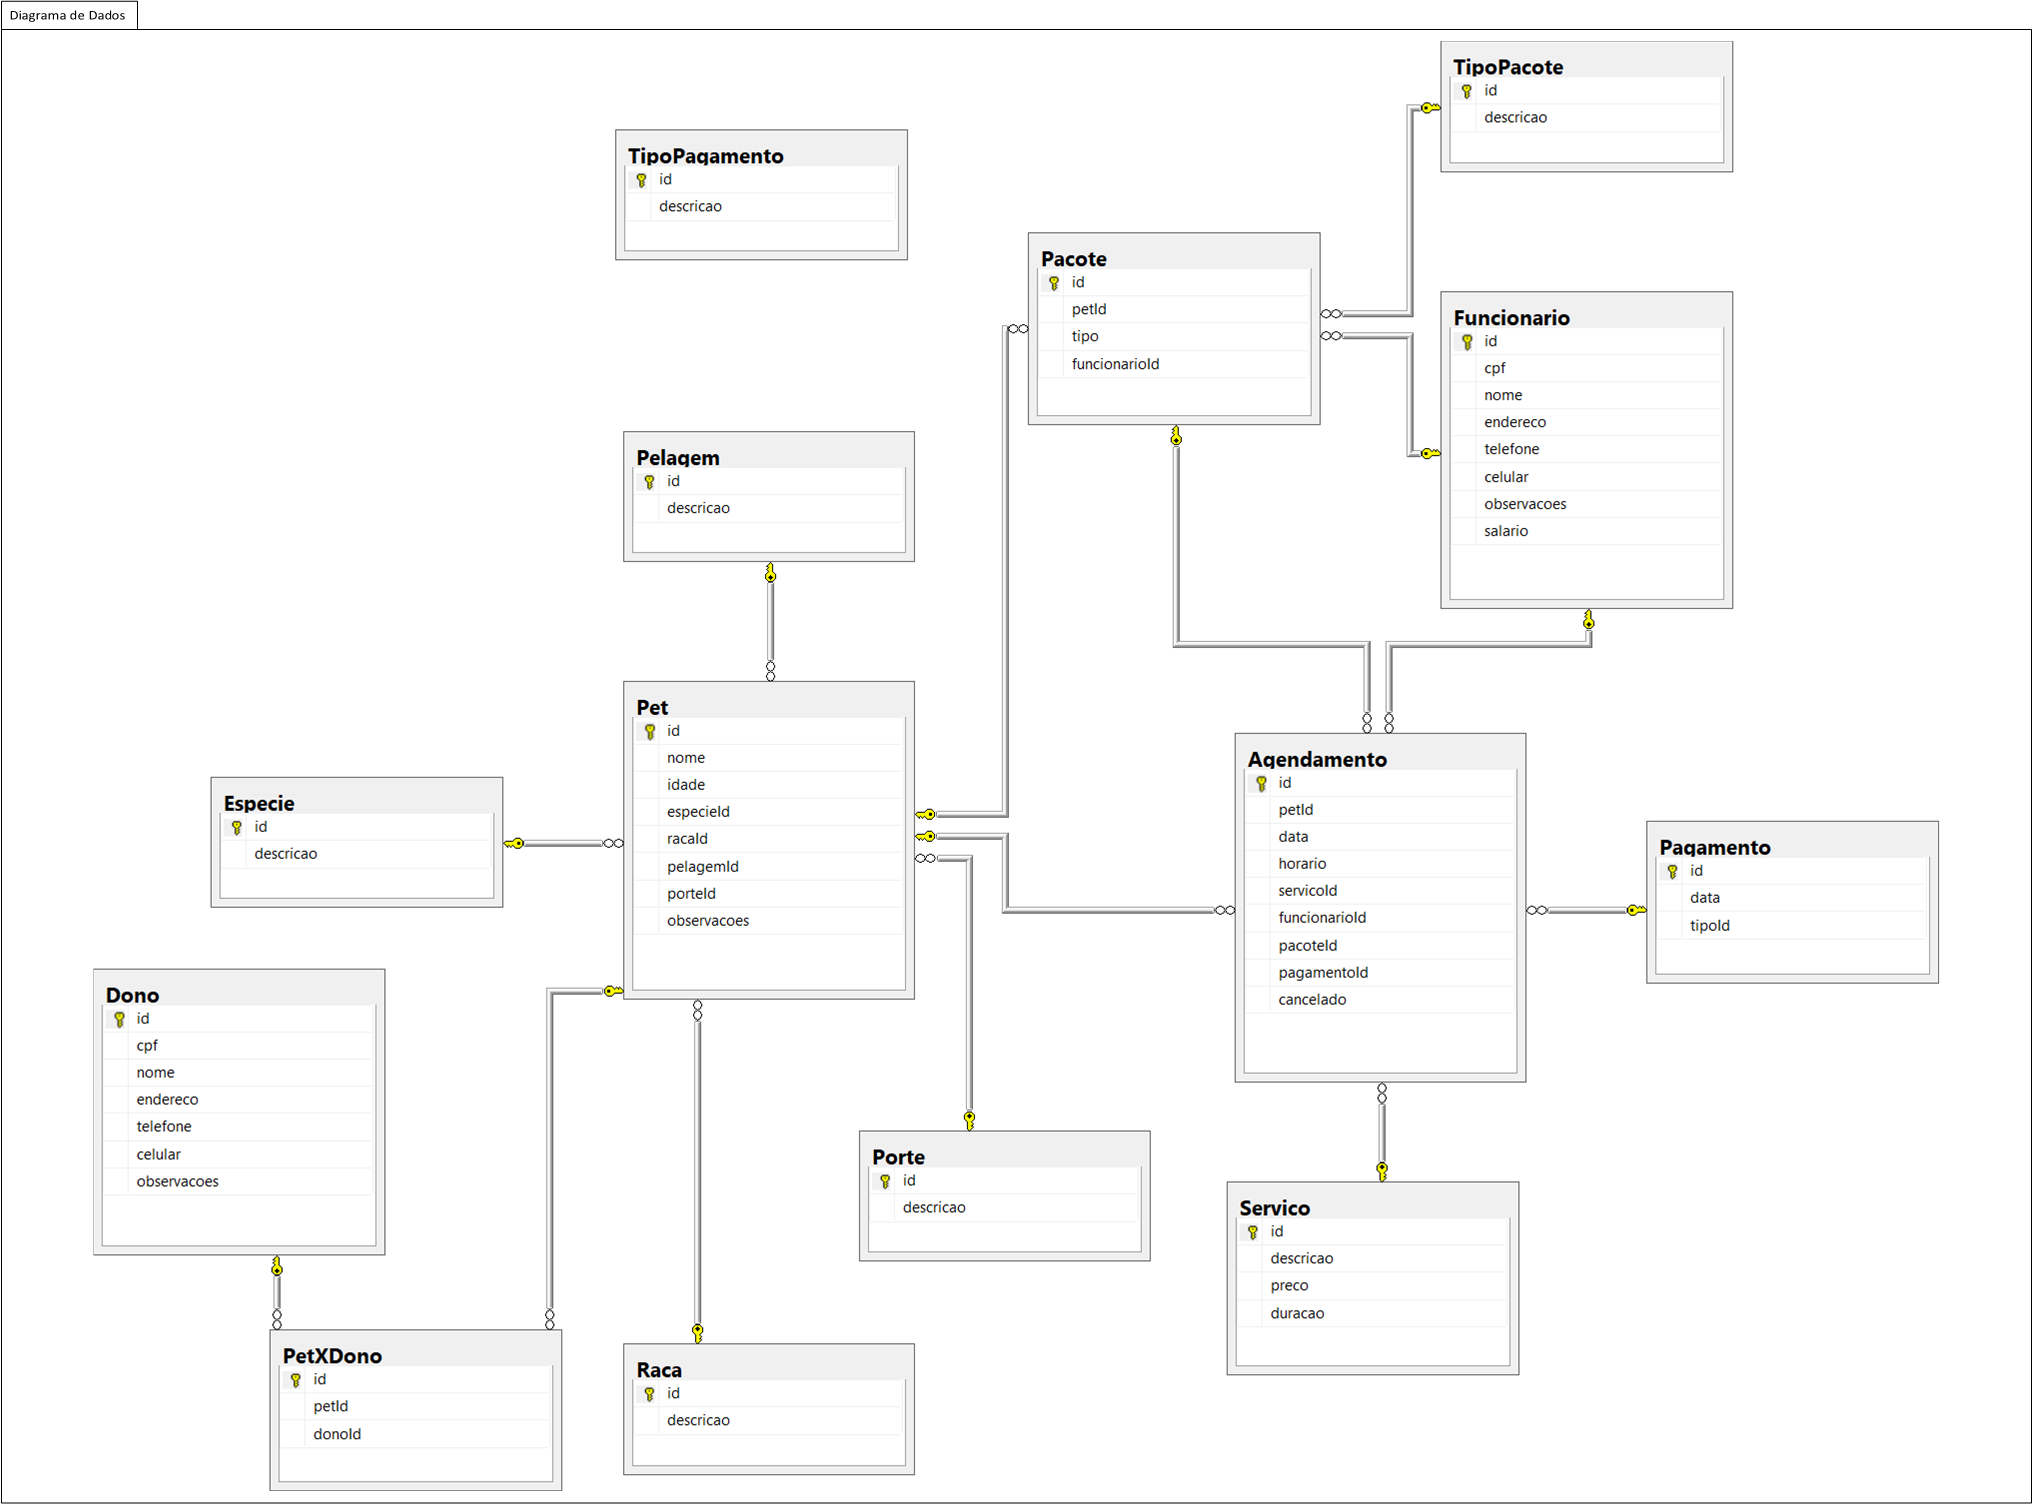 Diagrama de Dados
TipoPacote
id
descricao
TipoPagamento
id
descricao
Pacote
id
petId
tipo
funcionarioId
Funcionario
id
cpf
nome
endereco
telefone
celular
observacoes
salario
Pelagem
id
descricao
Pet
id
nome
idade
especieId
racaId
pelagemId
porteId
observacoes
Especie
id
descricao
Agendamento
id
petId
data
horario
servicoId
funcionarioId
pacoteId
pagamentoId
cancelado
Pagamento
id
data
tipoId
Dono
id
cpf
nome
endereco
telefone
celular
observacoes
Porte
id
descricao
Servico
id
descricao
preco
duracao
PetXDono
id
petId
donoId
Raca
id
descricao